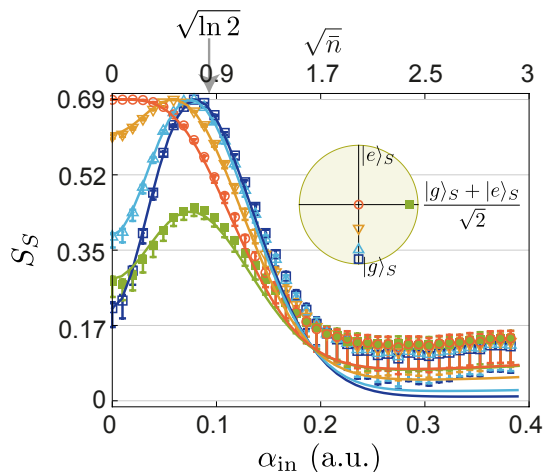 √ln 2
√n̄
0 0.9 1.7 2.5 3
0.69
0.52
0.35
0.17
0
S_S
|e⟩_S
|g⟩_S + |e⟩_S
√2
|g⟩_S
0 0.1 0.2 0.3 0.4
α_in (a.u.)